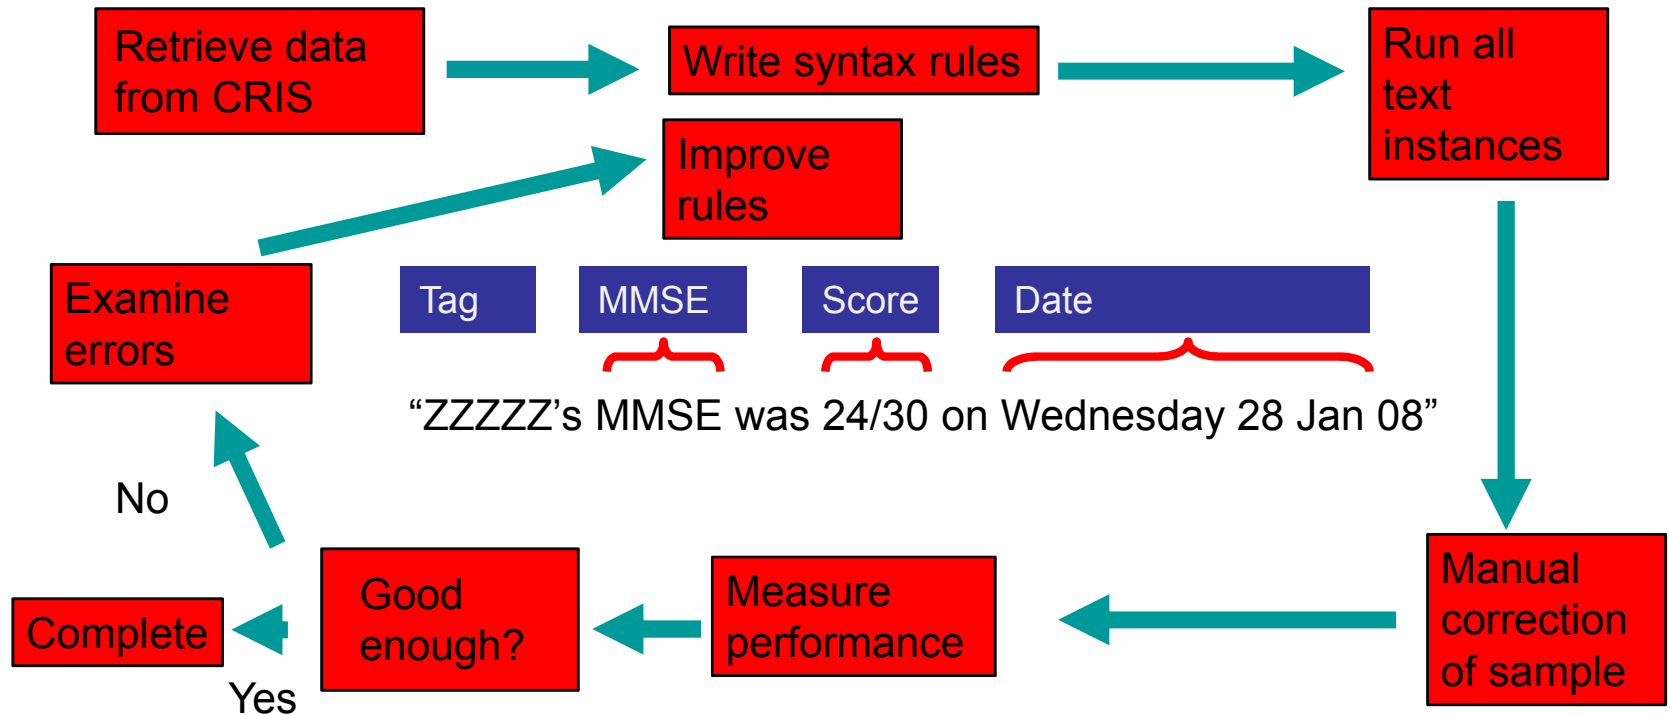 Retrieve data
from CRIS
Write syntax rules
Run all
text
instances
Improve
rules
Examine
errors
Tag
MMSE
Score
Date
“ZZZZZ’s MMSE was 24/30 on Wednesday 28 Jan 08”
No
Complete
Yes
Good
enough?
Measure
performance
Manual
correction
of sample